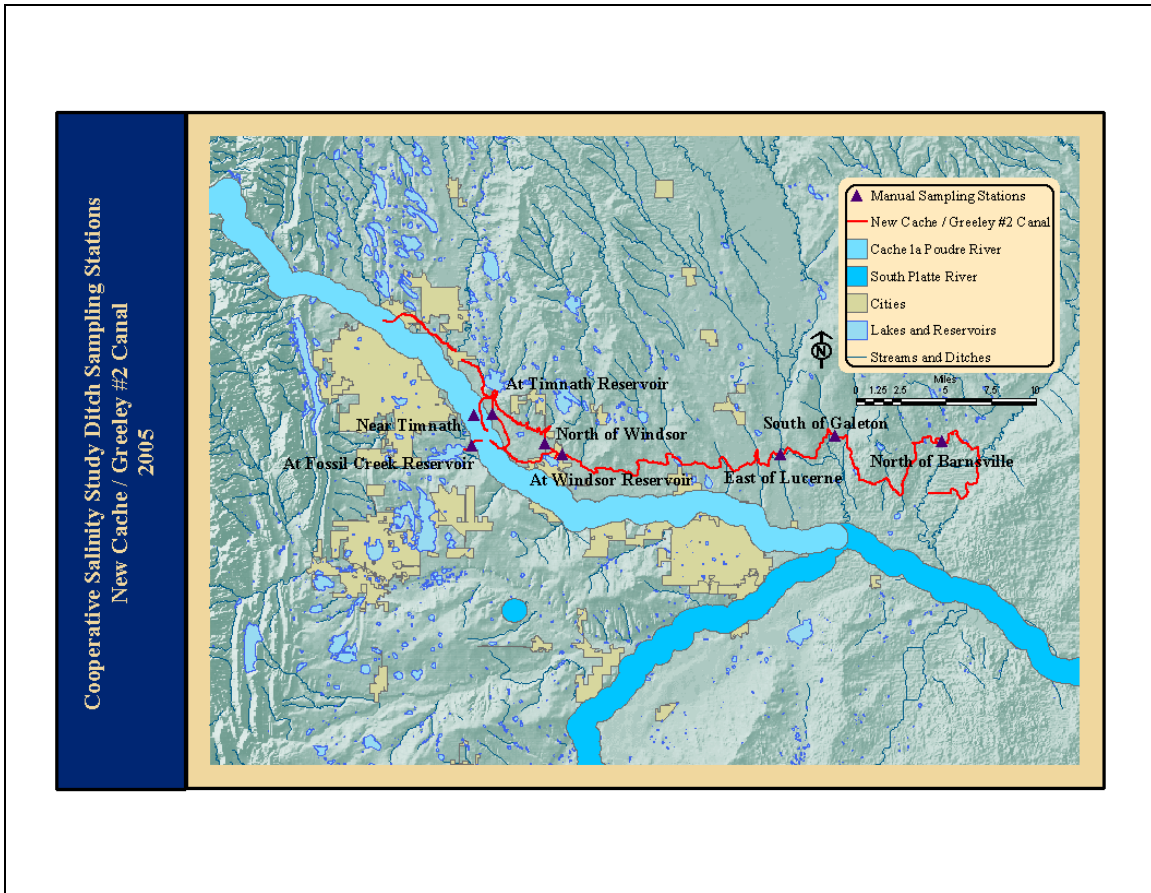 Cooperative Salinity Study Ditch Sampling Stations
New Cache / Greeley #2 Canal
2005
Manual Sampling Stations
New Cache / Greeley #2 Canal
Cache la Poudre River
South Platte River
Cities
Lakes and Reservoirs
Streams and Ditches
N
Miles
0 1.25 2.5 5 7.5 10
At Timnath Reservoir
Near Timnath
At Fossil Creek Reservoir
North of Windsor
At Windsor Reservoir
South of Galeton
East of Lucerne
North of Barnsville